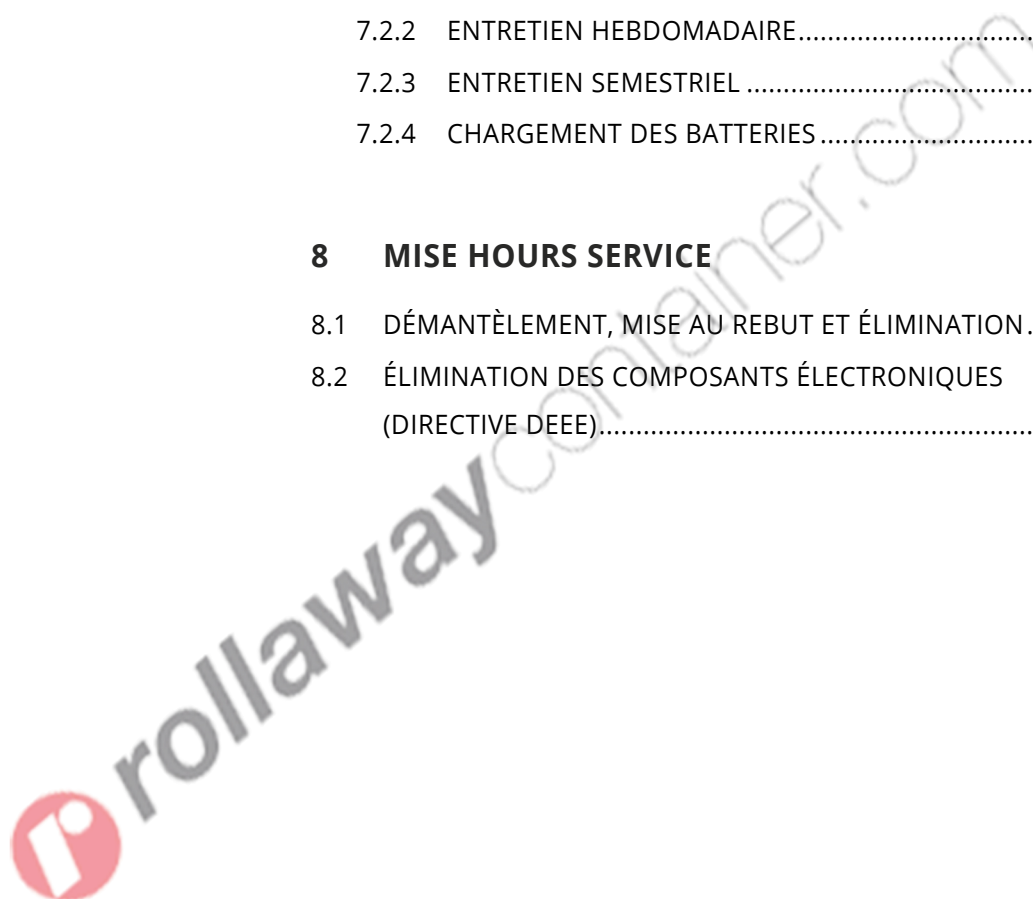 7.2.2 ENTRETIEN HEBDOMADAIRE................................
7.2.3 ENTRETIEN SEMESTRIEL.......................................
7.2.4 CHARGEMENT DES BATTERIES.............................
8 MISE HOURS SERVICE
8.1 DÉMANTÈLEMENT, MISE AU REBUT ET ÉLIMINATION.
8.2 ÉLIMINATION DES COMPOSANTS ÉLECTRONIQUES
(DIRECTIVE DEEE)...........................................................
rollawaycontainer.com